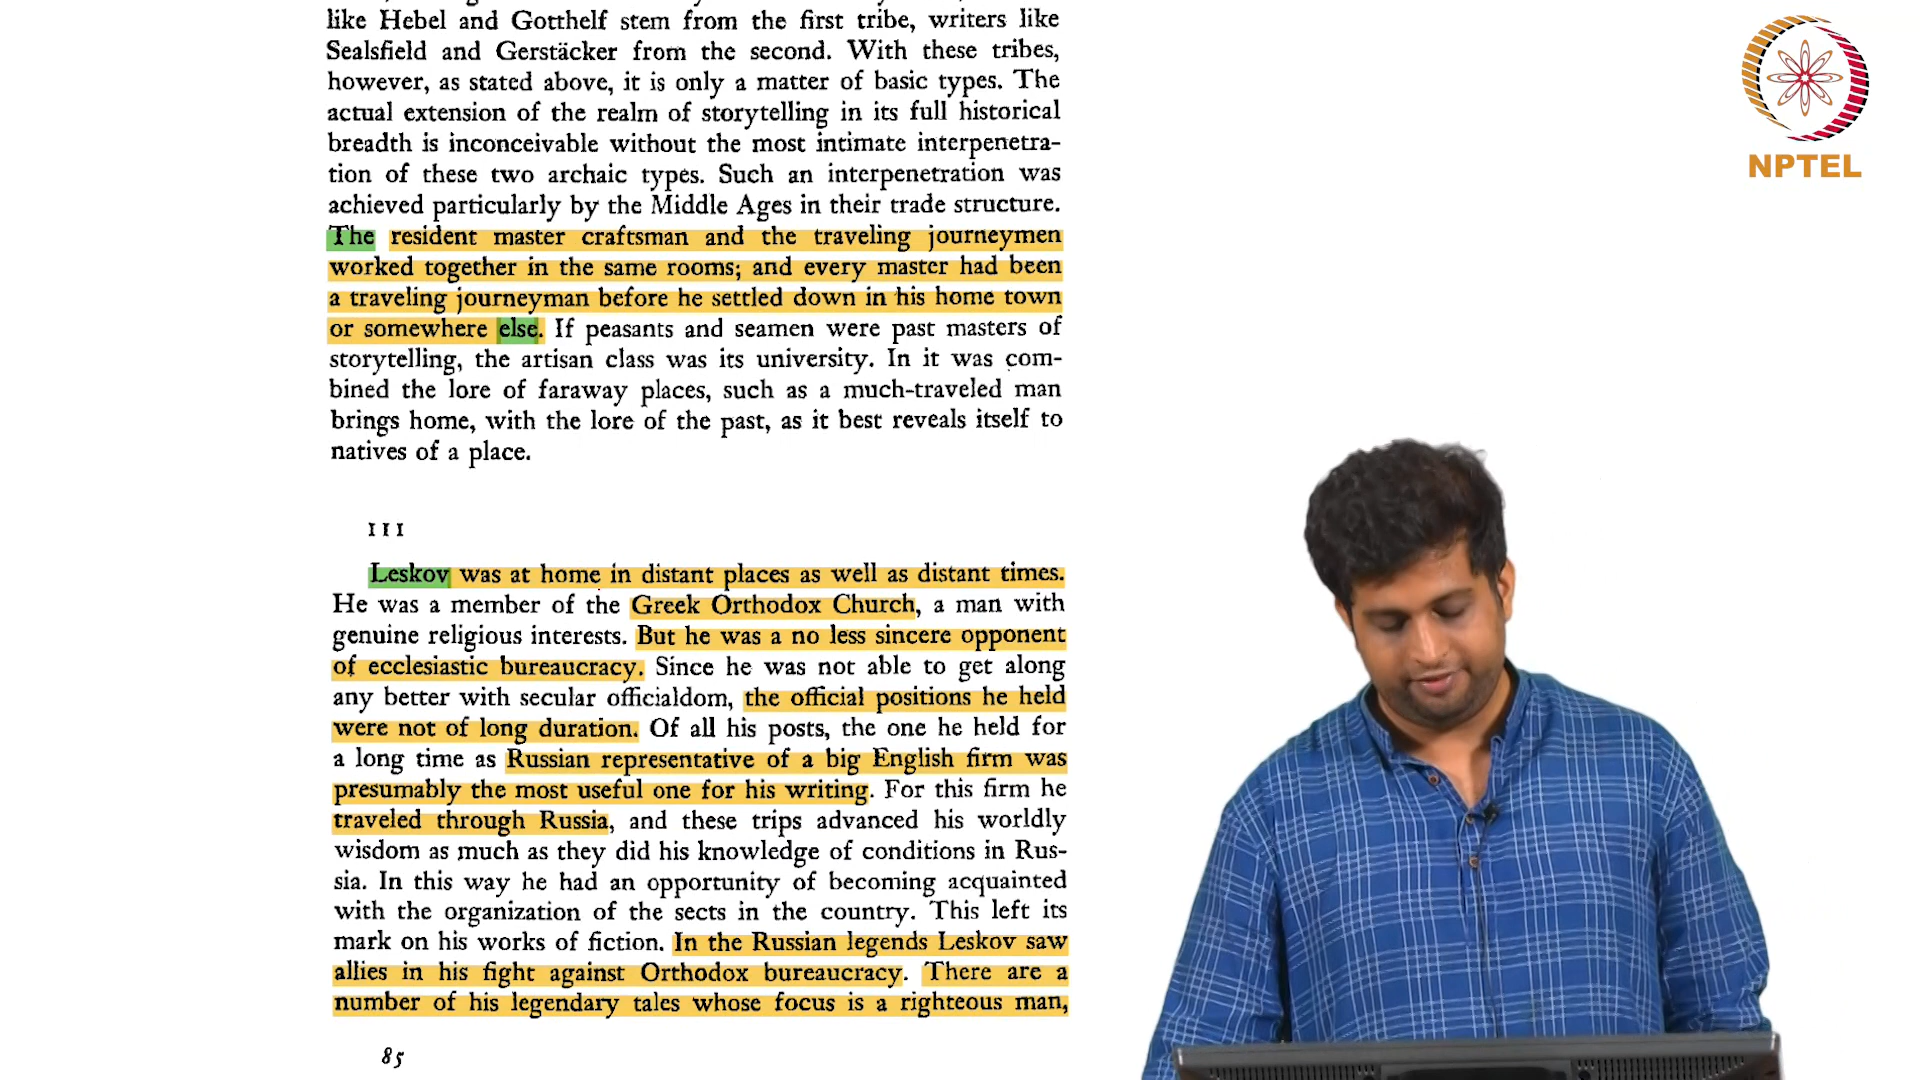 like Hebel and Gotthelf stem from the first tribe, writers like
Sealsfield and Gerstäcker from the second. With these tribes,
however, as stated above, it is only a matter of basic types. The
actual extension of the realm of storytelling in its full historical
breadth is inconceivable without the most intimate interpenetra-
tion of these two archaic types. Such an interpenetration was
achieved particularly by the Middle Ages in their trade structure.
The resident master craftsman and the traveling journeymen
worked together in the same rooms; and every master had been
a traveling journeyman before he settled down in his home town
or somewhere else. If peasants and seamen were past masters of
storytelling, the artisan class was its university. In it was com-
bined the lore of faraway places, such as a much-traveled man
brings home, with the lore of the past, as it best reveals itself to
natives of a place.
III
Leskov was at home in distant places as well as distant times.
He was a member of the Greek Orthodox Church, a man with
genuine religious interests. But he was a no less sincere opponent
of ecclesiastic bureaucracy. Since he was not able to get along
any better with secular officialdom, the official positions he held
were not of long duration. Of all his posts, the one he held for
a long time as Russian representative of a big English firm was
presumably the most useful one for his writing. For this firm he
traveled through Russia, and these trips advanced his worldly
wisdom as much as they did his knowledge of conditions in Rus-
sia. In this way he had an opportunity of becoming acquainted
with the organization of the sects in the country. This left its
mark on his works of fiction. In the Russian legends Leskov saw
allies in his fight against Orthodox bureaucracy. There are a
number of his legendary tales whose focus is a righteous man,
85
NPTEL